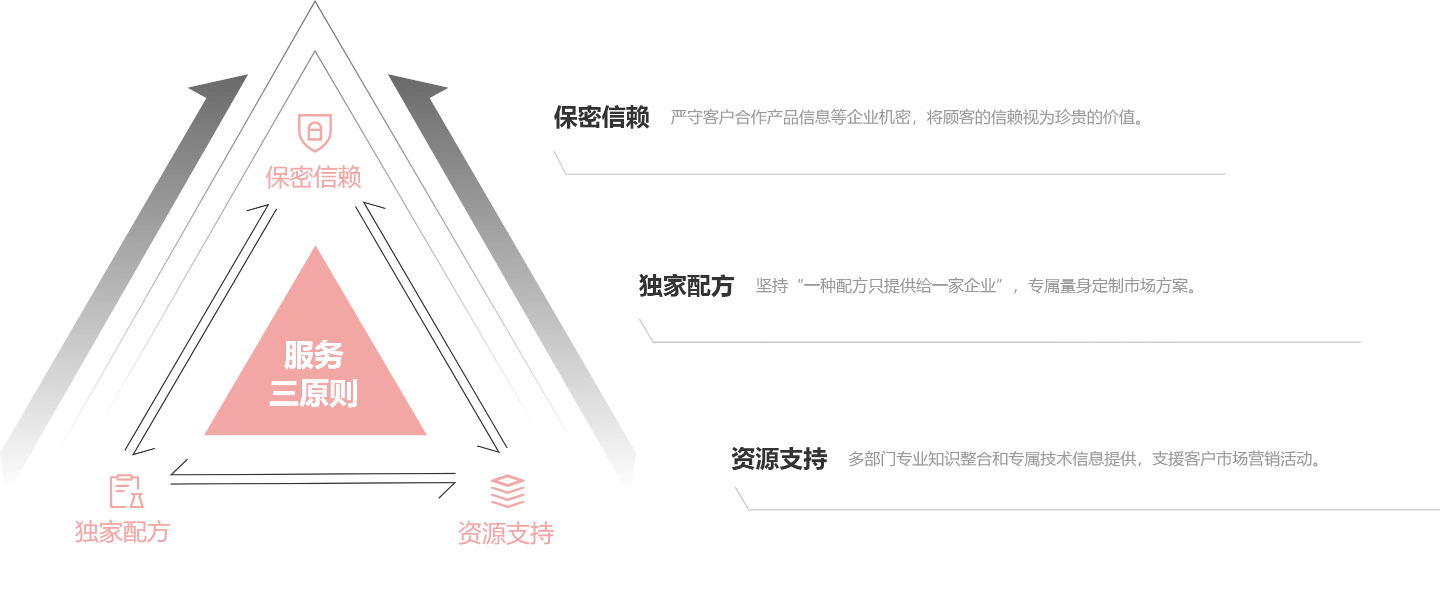 保密信赖
服务
三原则
独家配方
资源支持
保密信赖 严守客户合作产品信息等企业机密，将顾客的信赖视为珍贵的价值。
独家配方 坚持“一种配方只提供给一家企业”，专属量身定制市场方案。
资源支持 多部门专业知识整合和专属技术信息提供，支援客户市场营销活动。